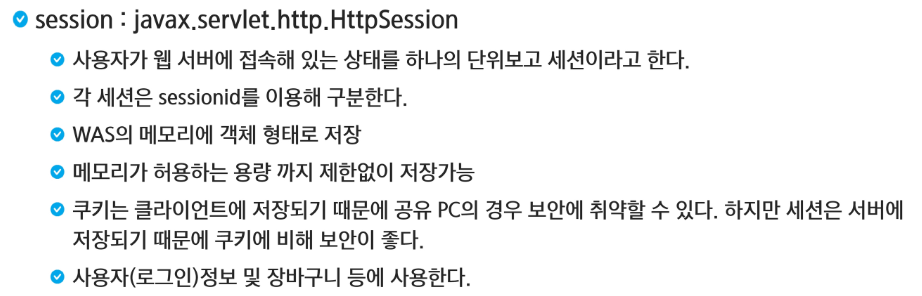 session : javax.servlet.http.HttpSession
사용자가 웹 서버에 접속해 있는 상태를 하나의 단위보고 세션이라고 한다.
각 세션은 sessionid를 이용해 구분한다.
WAS의 메모리에 객체 형태로 저장
메모리가 허용하는 용량 까지 제한없이 저장가능
쿠키는 클라이언트에 저장되기 때문에 공유 PC의 경우 보안에 취약할 수 있다. 하지만 세션은 서버에
저장되기 때문에 쿠키에 비해 보안이 좋다.
사용자(로그인)정보 및 장바구니 등에 사용한다.